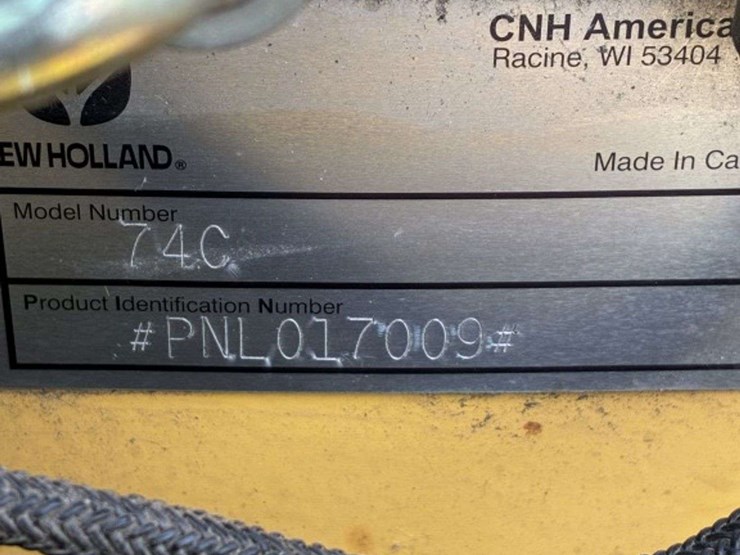 CNH America
Racine, WI 53404
EW HOLLAND®
Made In Ca
Model Number
74C
Product Identification Number
#PNL017009#